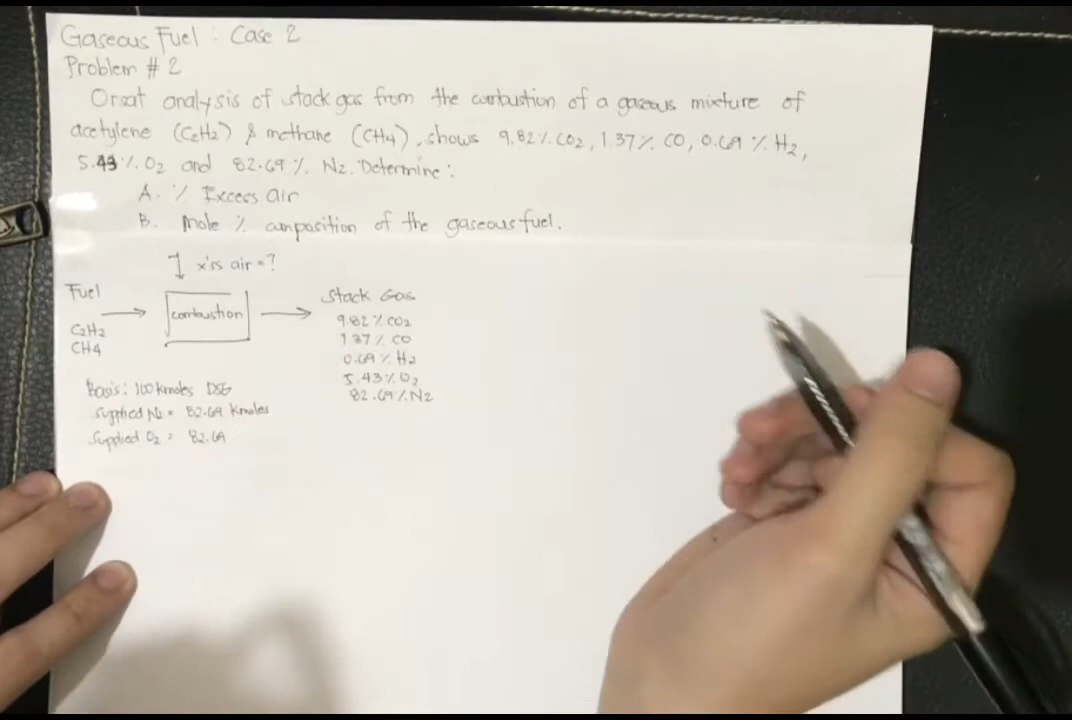 Gaseous Fuel : Case 2
Problem # 2
Orsat analysis of stack gas from the combustion of a gaseous mixture of
acetylene (C2H2) & methane (CH4), shows 9.82% CO2, 1.37% CO, 0.69% H2,
5.43% O2 and 82.69% N2. Determine:
A. % Excess air
B. Mole % composition of the gaseous fuel.
x'ss air = ?
Fuel
C2H2
CH4
combustion
Stack Gas
9.82% CO2
1.37% CO
0.69% H2
5.43% O2
82.69% N2
Basis: 100 kmoles DSG
Supplied N2 = 82.69 Kmoles
Supplied O2 = 82.69